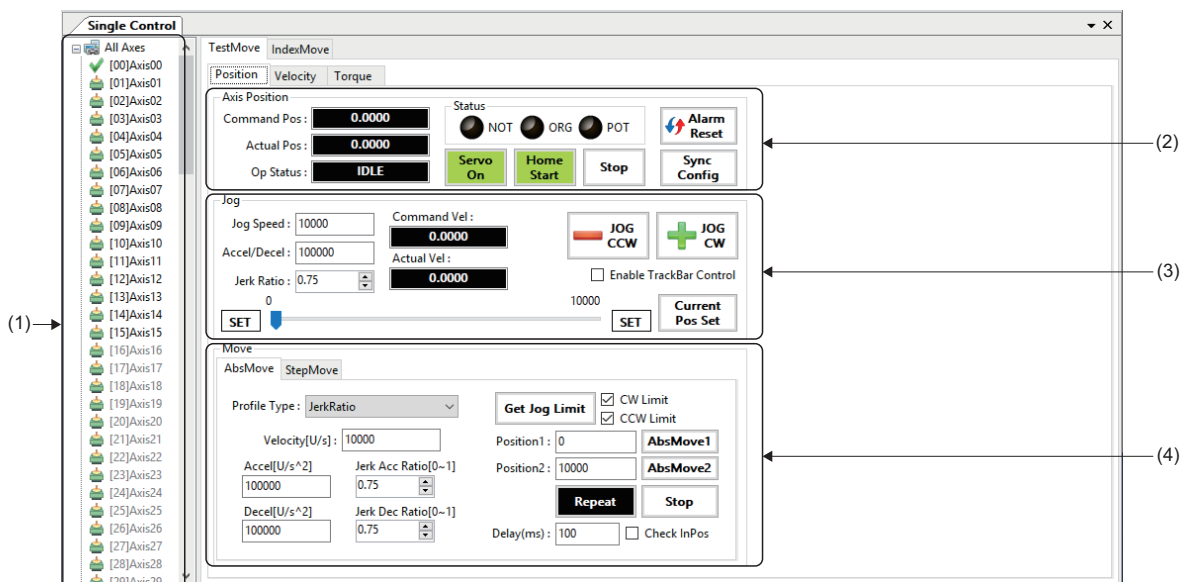 Single Control
All Axes
[00]Axis00
[01]Axis01
[02]Axis02
[03]Axis03
[04]Axis04
[05]Axis05
[06]Axis06
[07]Axis07
[08]Axis08
[09]Axis09
[10]Axis10
[11]Axis11
[12]Axis12
[13]Axis13
[14]Axis14
[15]Axis15
[16]Axis16
[17]Axis17
[18]Axis18
[19]Axis19
[20]Axis20
[21]Axis21
[22]Axis22
[23]Axis23
[24]Axis24
[25]Axis25
[26]Axis26
[27]Axis27
[28]Axis28
[29]Axis29
(1)
TestMove IndexMove
Position Velocity Torque
Axis Position
Command Pos : 0.0000
Actual Pos : 0.0000
Op Status : IDLE
Status
NOT ORG POT
Servo On
Home Start
Stop
Alarm Reset
Sync Config
(2)
Jog
Jog Speed : 10000
Accel/Decel : 100000
Jerk Ratio : 0.75
Command Vel :
0.0000
Actual Vel :
0.0000
JOG CCW
JOG CW
Enable TrackBar Control
0 10000
SET SET
Current Pos Set
(3)
Move
AbsMove StepMove
Profile Type : JerkRatio
Velocity[U/s] : 10000
Accel[U/s^2] Jerk Acc Ratio[0~1]
100000 0.75
Decel[U/s^2] Jerk Dec Ratio[0~1]
100000 0.75
Get Jog Limit
CW Limit
CCW Limit
Position1 : 0 AbsMove1
Position2 : 10000 AbsMove2
Repeat Stop
Delay(ms) : 100 Check InPos
(4)